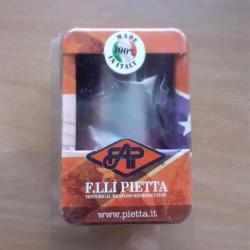 MADE
100%
IN ITALY
FAP
F.LLI PIETTA
HISTORICAL WEAPONS REPRODUCTION
www.pietta.it